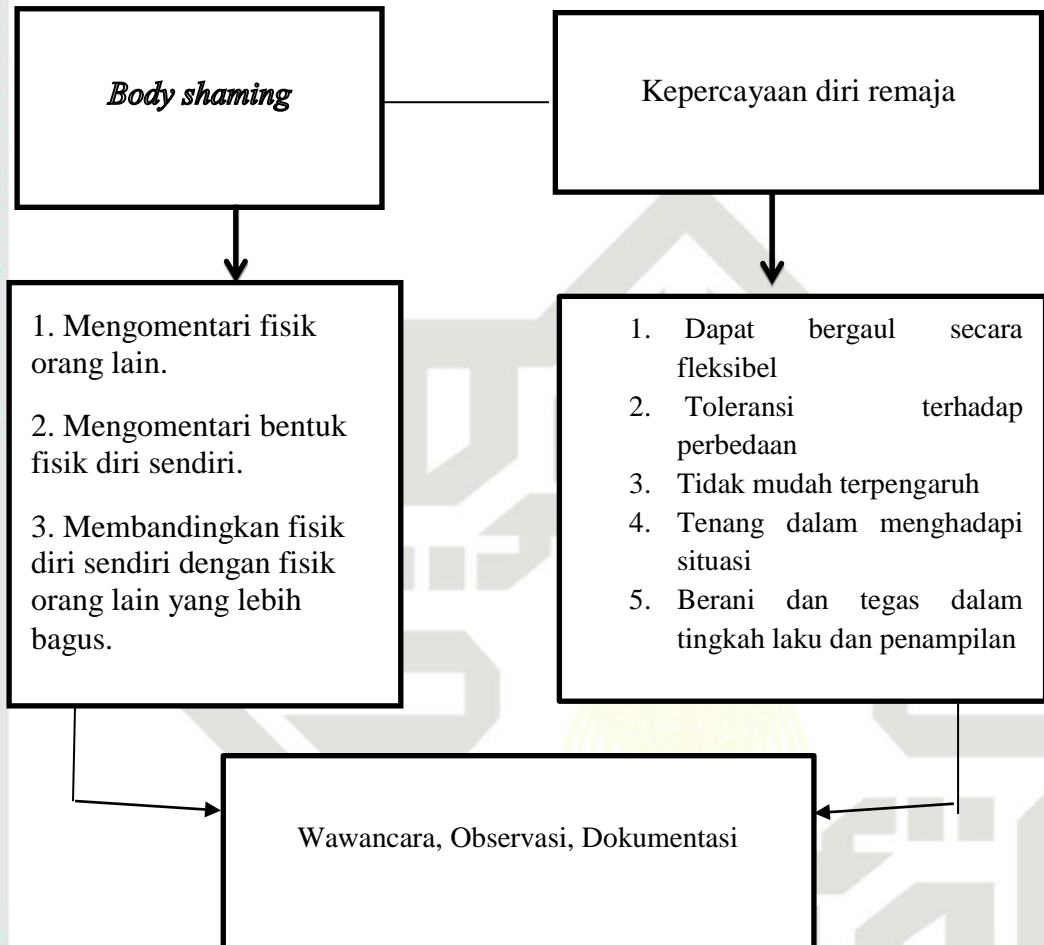 Body shaming
Kepercayaan diri remaja
1. Mengomentari fisik
orang lain.
2. Mengomentari bentuk
fisik diri sendiri.
3. Membandingkan fisik
diri sendiri dengan fisik
orang lain yang lebih
bagus.
1. Dapat bergaul secara
fleksibel
2. Toleransi terhadap
perbedaan
3. Tidak mudah terpengaruh
4. Tenang dalam menghadapi
situasi
5. Berani dan tegas dalam
tingkah laku dan penampilan
Wawancara, Observasi, Dokumentasi